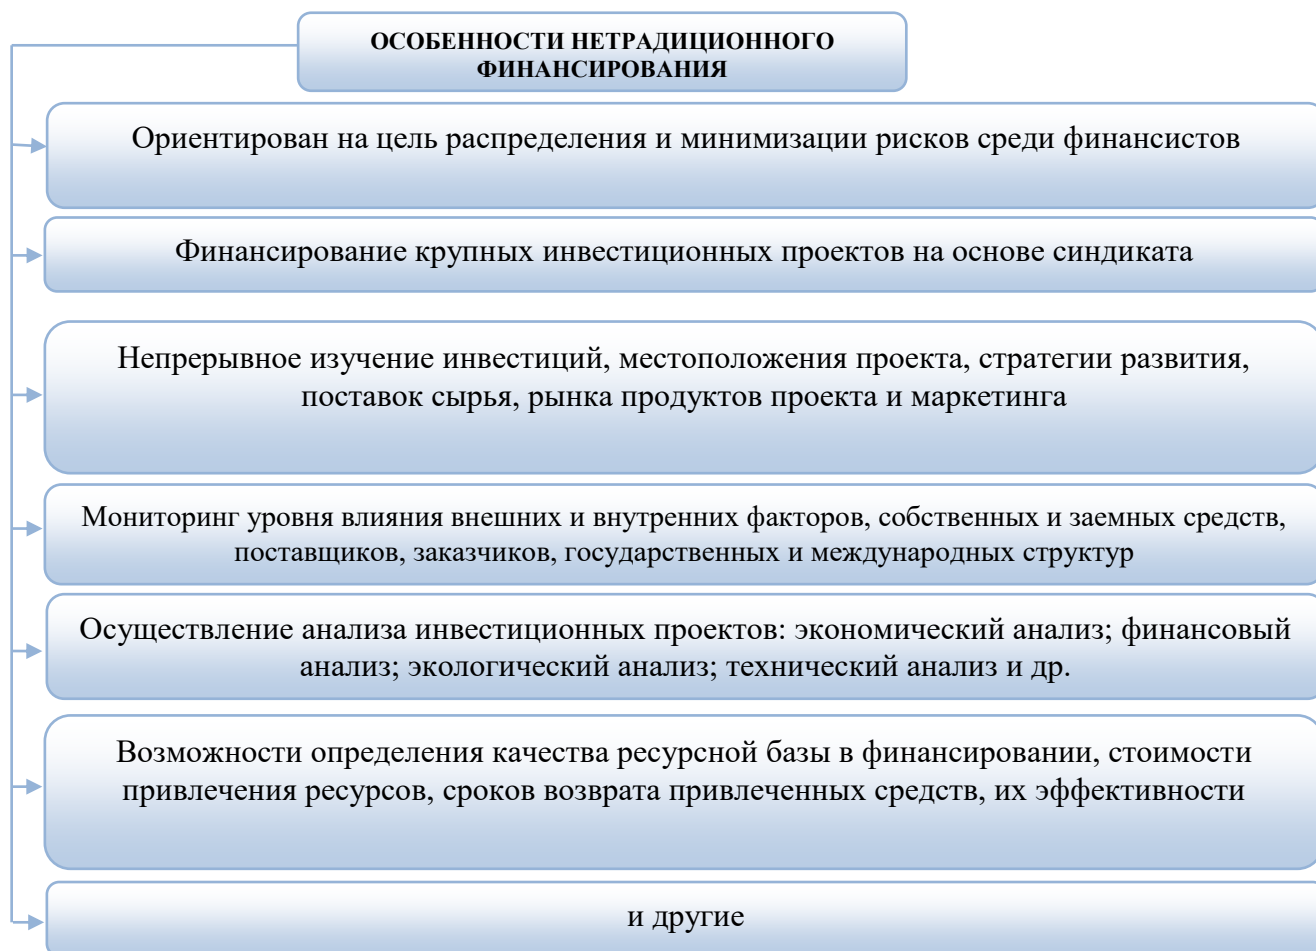 ОСОБЕННОСТИ НЕТРАДИЦИОННОГО
ФИНАНСИРОВАНИЯ
Ориентирован на цель распределения и минимизации рисков среди финансистов
Финансирование крупных инвестиционных проектов на основе синдиката
Непрерывное изучение инвестиций, местоположения проекта, стратегии развития,
поставок сырья, рынка продуктов проекта и маркетинга
Мониторинг уровня влияния внешних и внутренних факторов, собственных и заемных средств,
поставщиков, заказчиков, государственных и международных структур
Осуществление анализа инвестиционных проектов: экономический анализ; финансовый
анализ; экологический анализ; технический анализ и др.
Возможности определения качества ресурсной базы в финансировании, стоимости
привлечения ресурсов, сроков возврата привлеченных средств, их эффективности
и другие